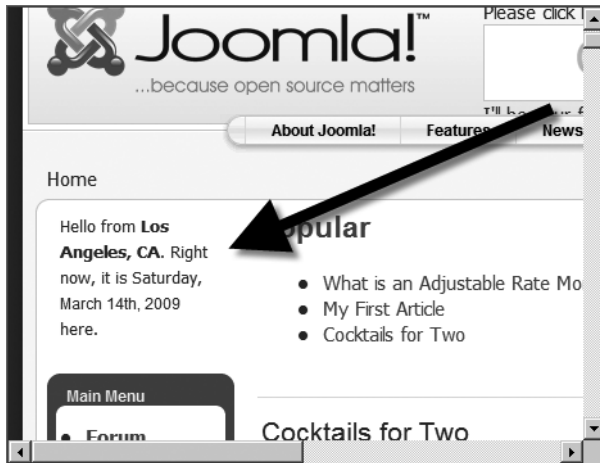 Joomla!™
...because open source matters
Please click
About Joomla! Features News
Home
Hello from Los
Angeles, CA. Right
now, it is Saturday,
March 14th, 2009
here.
• What is an Adjustable Rate Mo
• My First Article
• Cocktails for Two
Main Menu
• Forum
Cocktails for Two